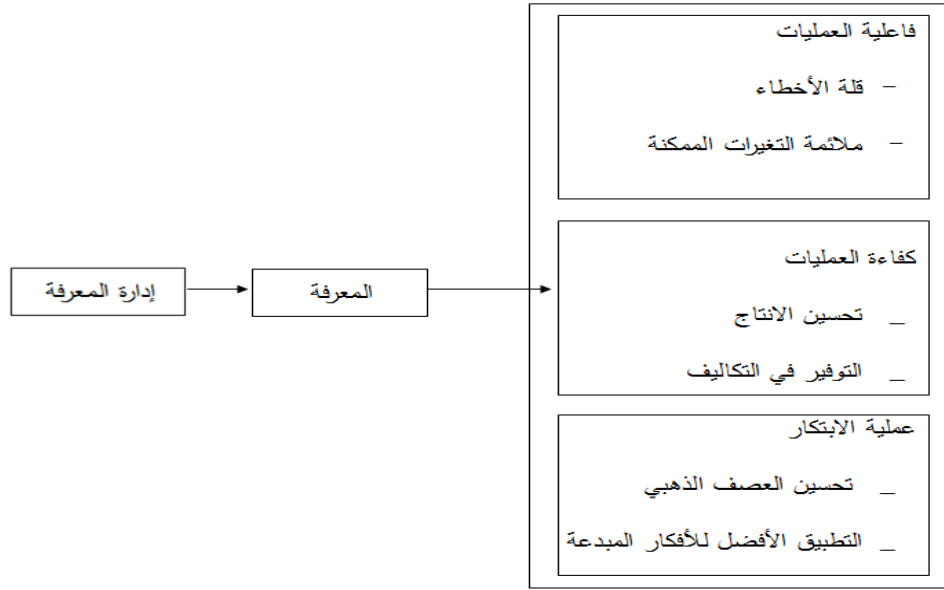 فاعلية العمليات
- قلة الأخطاء
- ملائمة التغيرات الممكنة
إدارة المعرفة
المعرفة
كفاءة العمليات
_ تحسين الانتاج
_ التوفير في التكاليف
عملية الابتكار
_ تحسين العصف الذهبي
_ التطبيق الأفضل للأفكار المبدعة